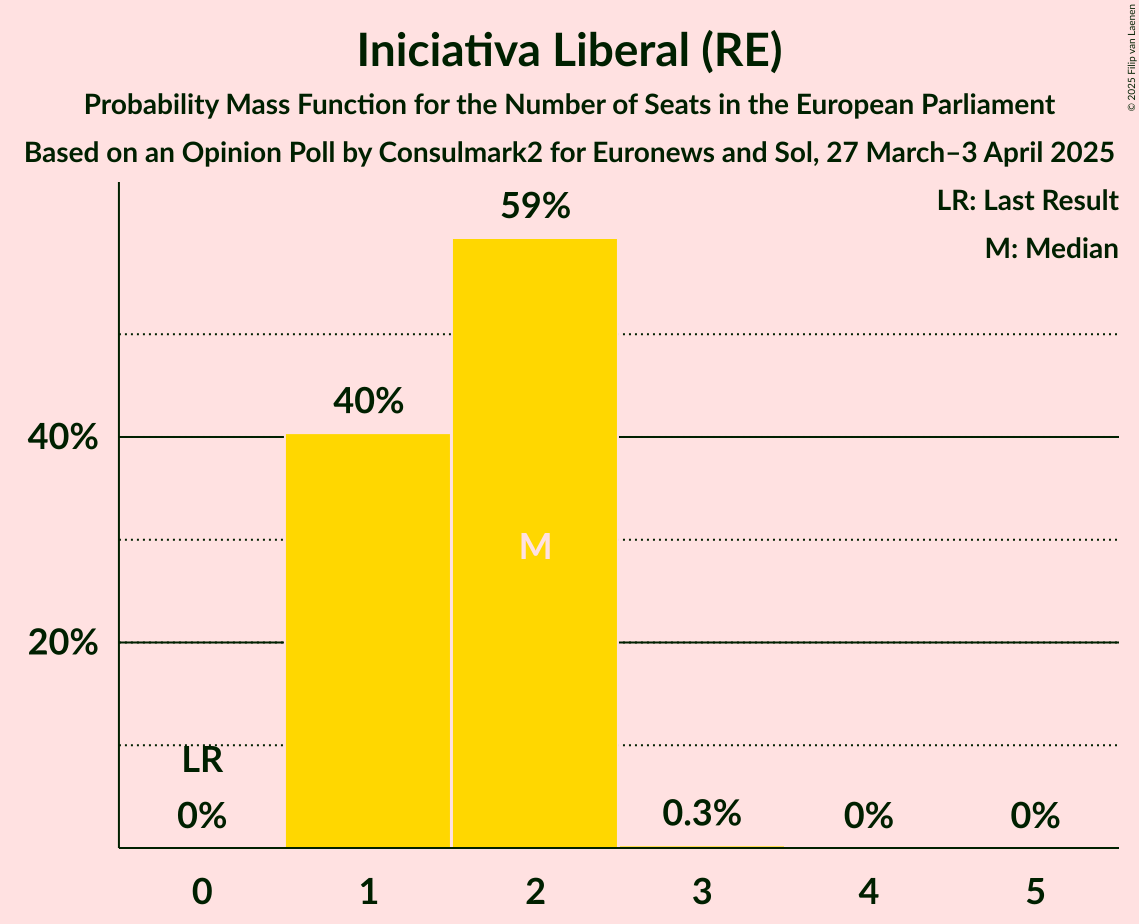 Iniciativa Liberal (RE)
Probability Mass Function for the Number of Seats in the European Parliament
Based on an Opinion Poll by Consulmark2 for Euronews and Sol, 27 March–3 April 2025
© 2025 Filip van Laenen
LR: Last Result
M: Median
59%
40%
40%
M
20%
LR
0%
0.3%
0%
0%
0 1 2 3 4 5